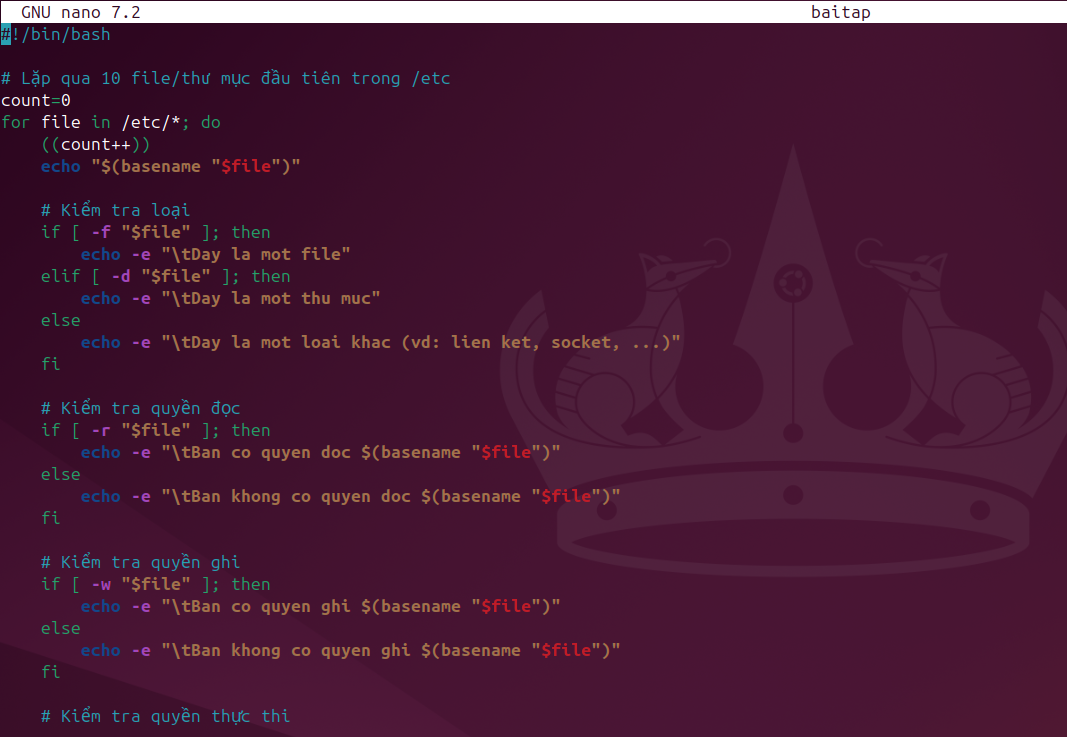 GNU nano 7.2 baitap
#!/bin/bash
# Lặp qua 10 file/thư mục đầu tiên trong /etc
count=0
for file in /etc/*; do
    ((count++))
    echo "$(basename "$file")"
    # Kiểm tra loại
    if [ -f "$file" ]; then
        echo -e "\tDay la mot file"
    elif [ -d "$file" ]; then
        echo -e "\tDay la mot thu muc"
    else
        echo -e "\tDay la mot loai khac (vd: lien ket, socket, ...)"
    fi
    # Kiểm tra quyền đọc
    if [ -r "$file" ]; then
        echo -e "\tBan co quyen doc $(basename "$file")"
    else
        echo -e "\tBan khong co quyen doc $(basename "$file")"
    fi
    # Kiểm tra quyền ghi
    if [ -w "$file" ]; then
        echo -e "\tBan co quyen ghi $(basename "$file")"
    else
        echo -e "\tBan khong co quyen ghi $(basename "$file")"
    fi
    # Kiểm tra quyền thực thi